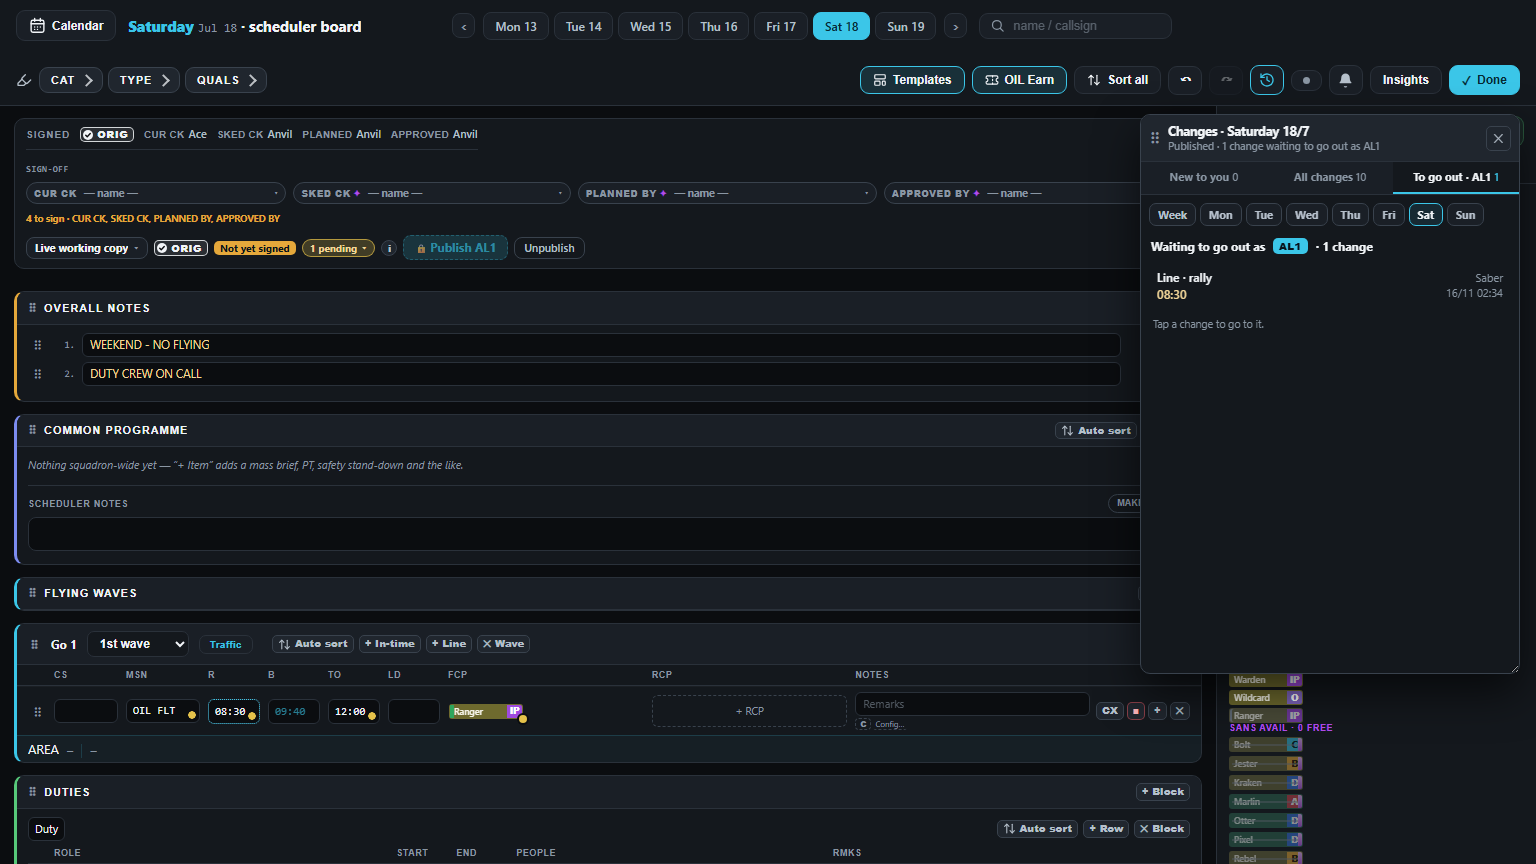 Calendar
Saturday Jul 18 · scheduler board
Mon 13
Tue 14
Wed 15
Thu 16
Fri 17
Sat 18
Sun 19
name / callsign
CAT
TYPE
QUALS
Templates
OIL Earn
Sort all
Insights
✓ Done
SIGNED ORIG CUR CK Ace SKED CK Anvil PLANNED Anvil APPROVED Anvil
SIGN-OFF
CUR CK — name —
SKED CK — name —
PLANNED BY — name —
APPROVED BY — name —
4 to sign · CUR CK, SKED CK, PLANNED BY, APPROVED BY
Live working copy
ORIG
Not yet signed
1 pending
i
Publish AL1
Unpublish
OVERALL NOTES
1. WEEKEND - NO FLYING
2. DUTY CREW ON CALL
COMMON PROGRAMME
Auto sort
Nothing squadron-wide yet — "+ Item" adds a mass brief, PT, safety stand-down and the like.
SCHEDULER NOTES
MAKI
FLYING WAVES
Go 1
1st wave
Traffic
Auto sort
+ In-time
+ Line
✕ Wave
CS MSN R B TO LD FCP RCP NOTES
OIL FLT
08:30
09:40
12:00
Ranger IP
+ RCP
Remarks
C Config...
CX
AREA – –
DUTIES
+ Block
Duty
Auto sort
+ Row
✕ Block
ROLE START END PEOPLE RMKS
Changes · Saturday 18/7
Published · 1 change waiting to go out as AL1
New to you 0
All changes 10
To go out · AL1 1
Week
Mon
Tue
Wed
Thu
Fri
Sat
Sun
Waiting to go out as AL1 · 1 change
Line · rally
Saber
08:30
16/11 02:34
Tap a change to go to it.
Warden IP
Wildcard O
Ranger IP
SANS AVAIL · 0 FREE
Bolt C
Jester B
Kraken D
Marlin A
Otter D
Pixel D
Rebel B